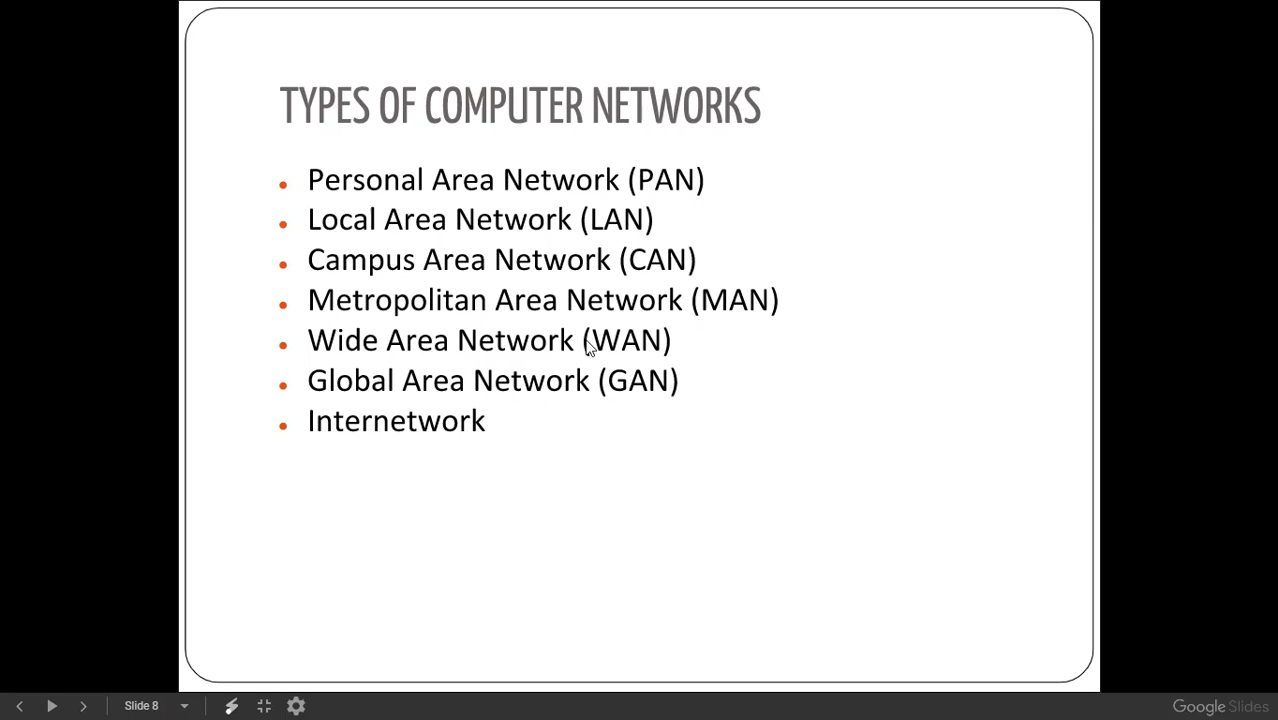 TYPES OF COMPUTER NETWORKS
• Personal Area Network (PAN)
• Local Area Network (LAN)
• Campus Area Network (CAN)
• Metropolitan Area Network (MAN)
• Wide Area Network (WAN)
• Global Area Network (GAN)
• Internetwork
Slide 8
Google Slides